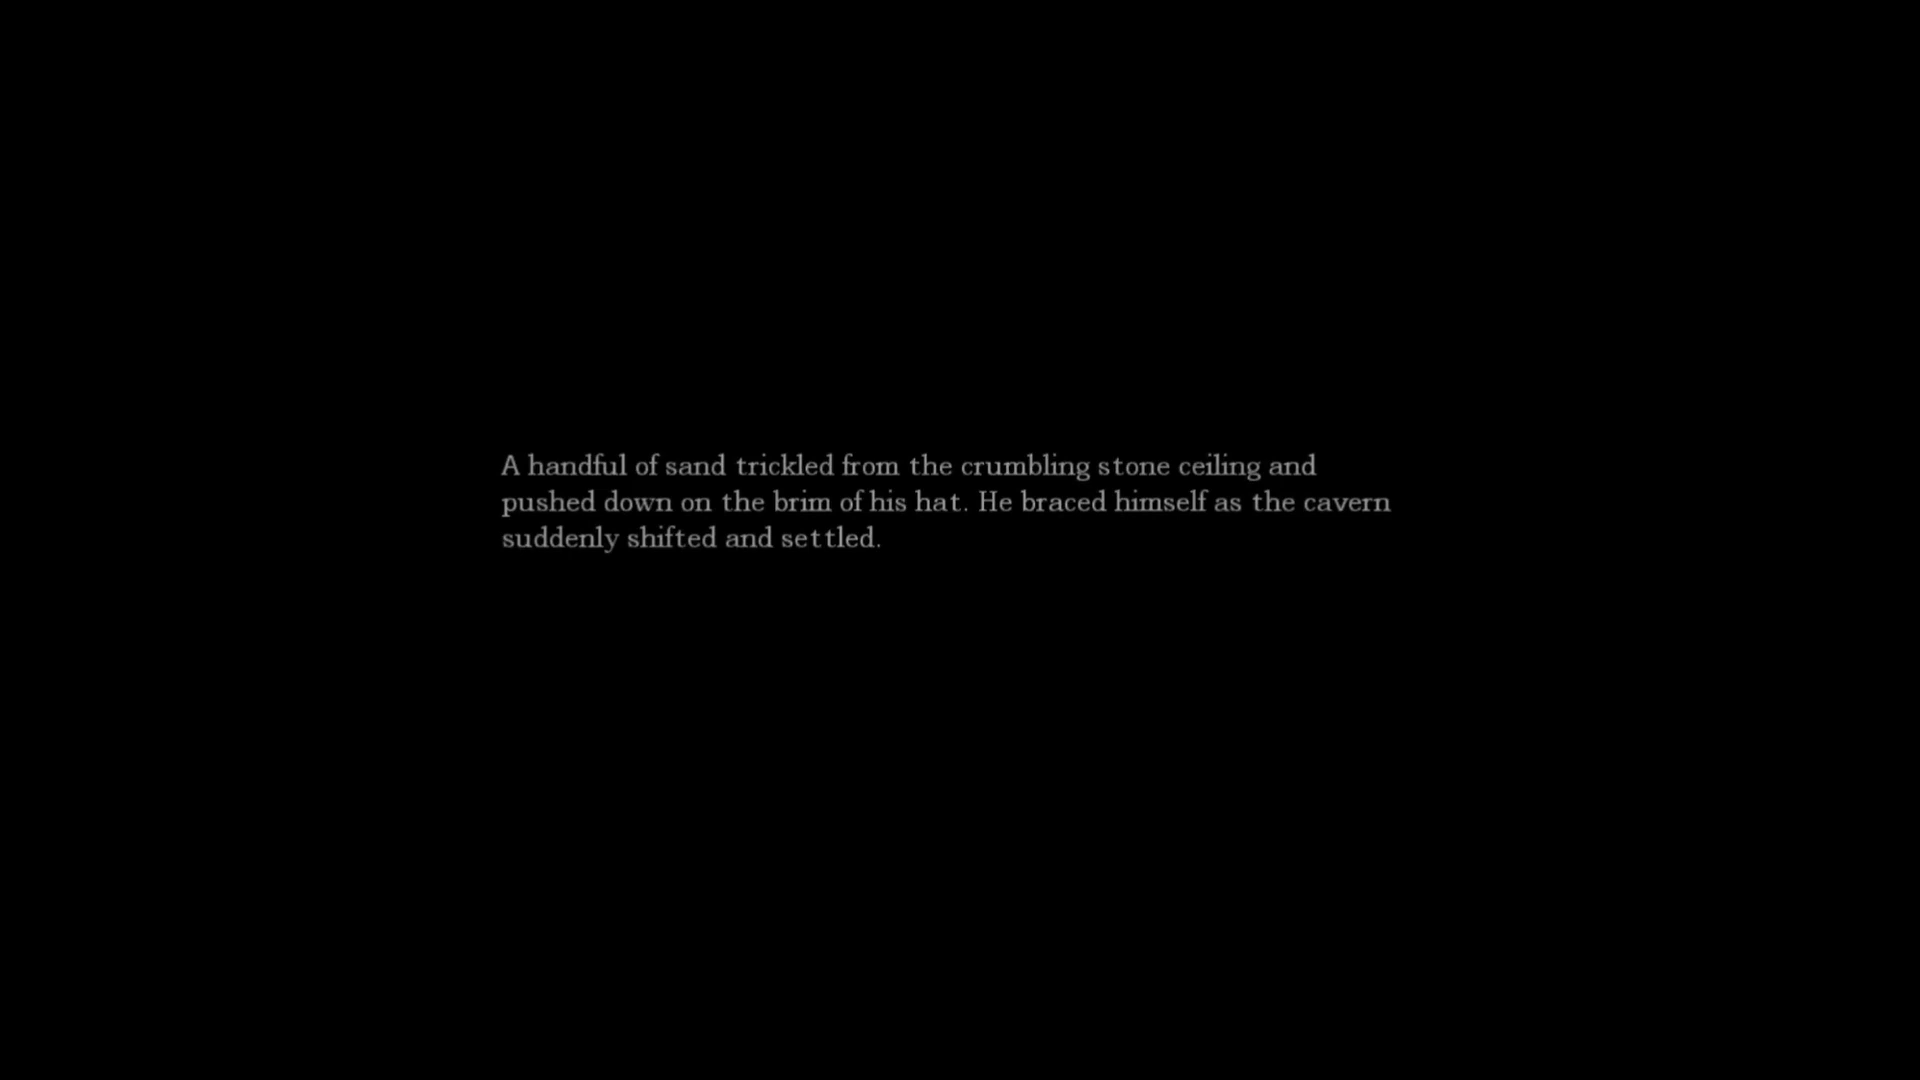 A handful of sand trickled from the crumbling stone ceiling and
pushed down on the brim of his hat. He braced himself as the cavern
suddenly shifted and settled.